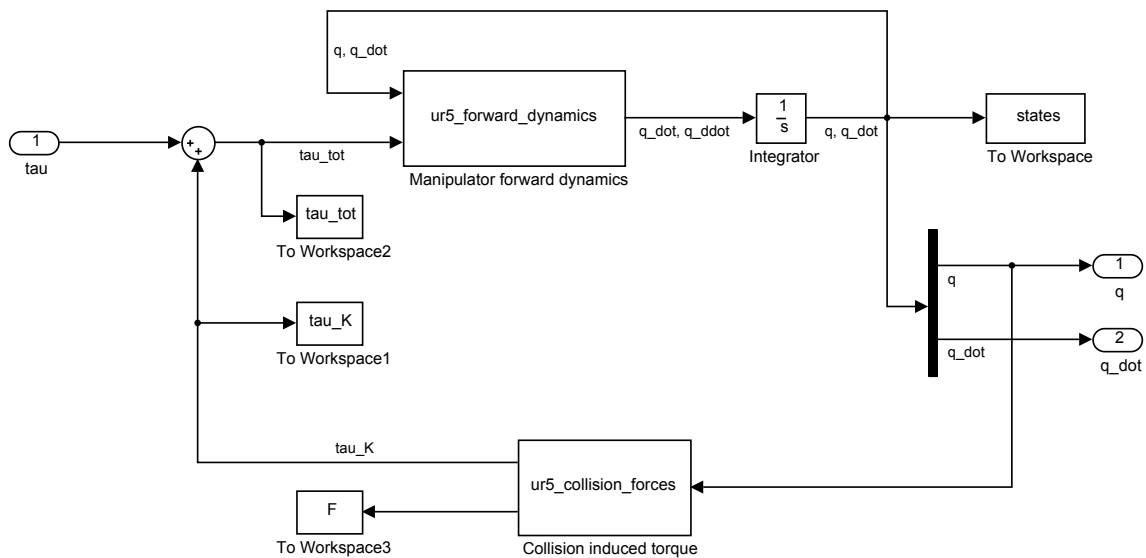 q, q_dot
ur5_forward_dynamics
1
s
states
1
tau
+
+
tau_tot
q_dot, q_ddot
q, q_dot
Integrator
To Workspace
Manipulator forward dynamics
tau_tot
To Workspace2
q
1
q
tau_K
To Workspace1
q_dot
2
q_dot
tau_K
ur5_collision_forces
F
To Workspace3
Collision induced torque